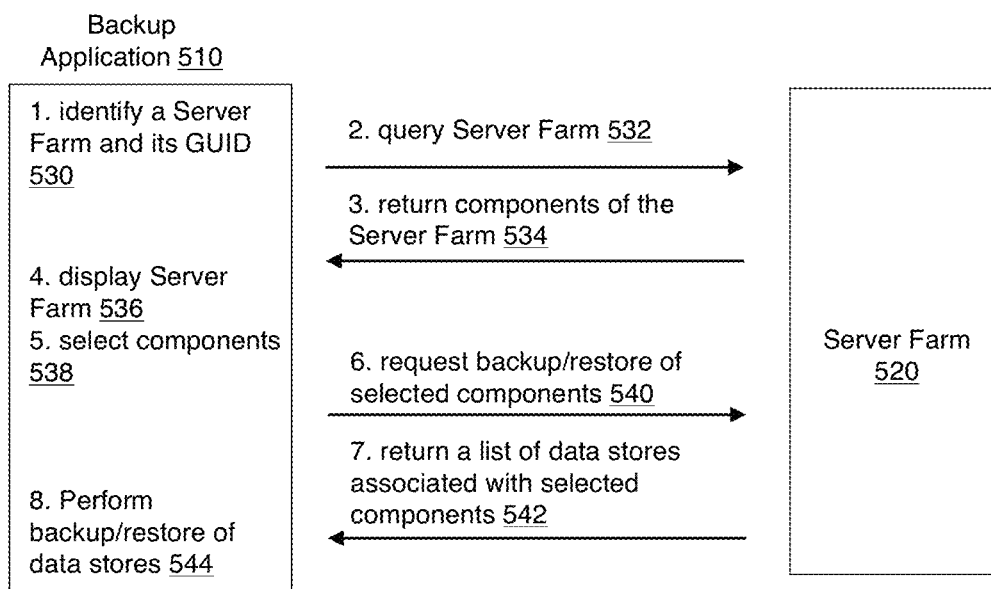 Backup
Application 510
1. identify a Server
Farm and its GUID
530
2. query Server Farm 532
3. return components of the
Server Farm 534
4. display Server
Farm 536
5. select components
538
6. request backup/restore of
selected components 540
7. return a list of data stores
associated with selected
components 542
8. Perform
backup/restore of
data stores 544
Server Farm
520